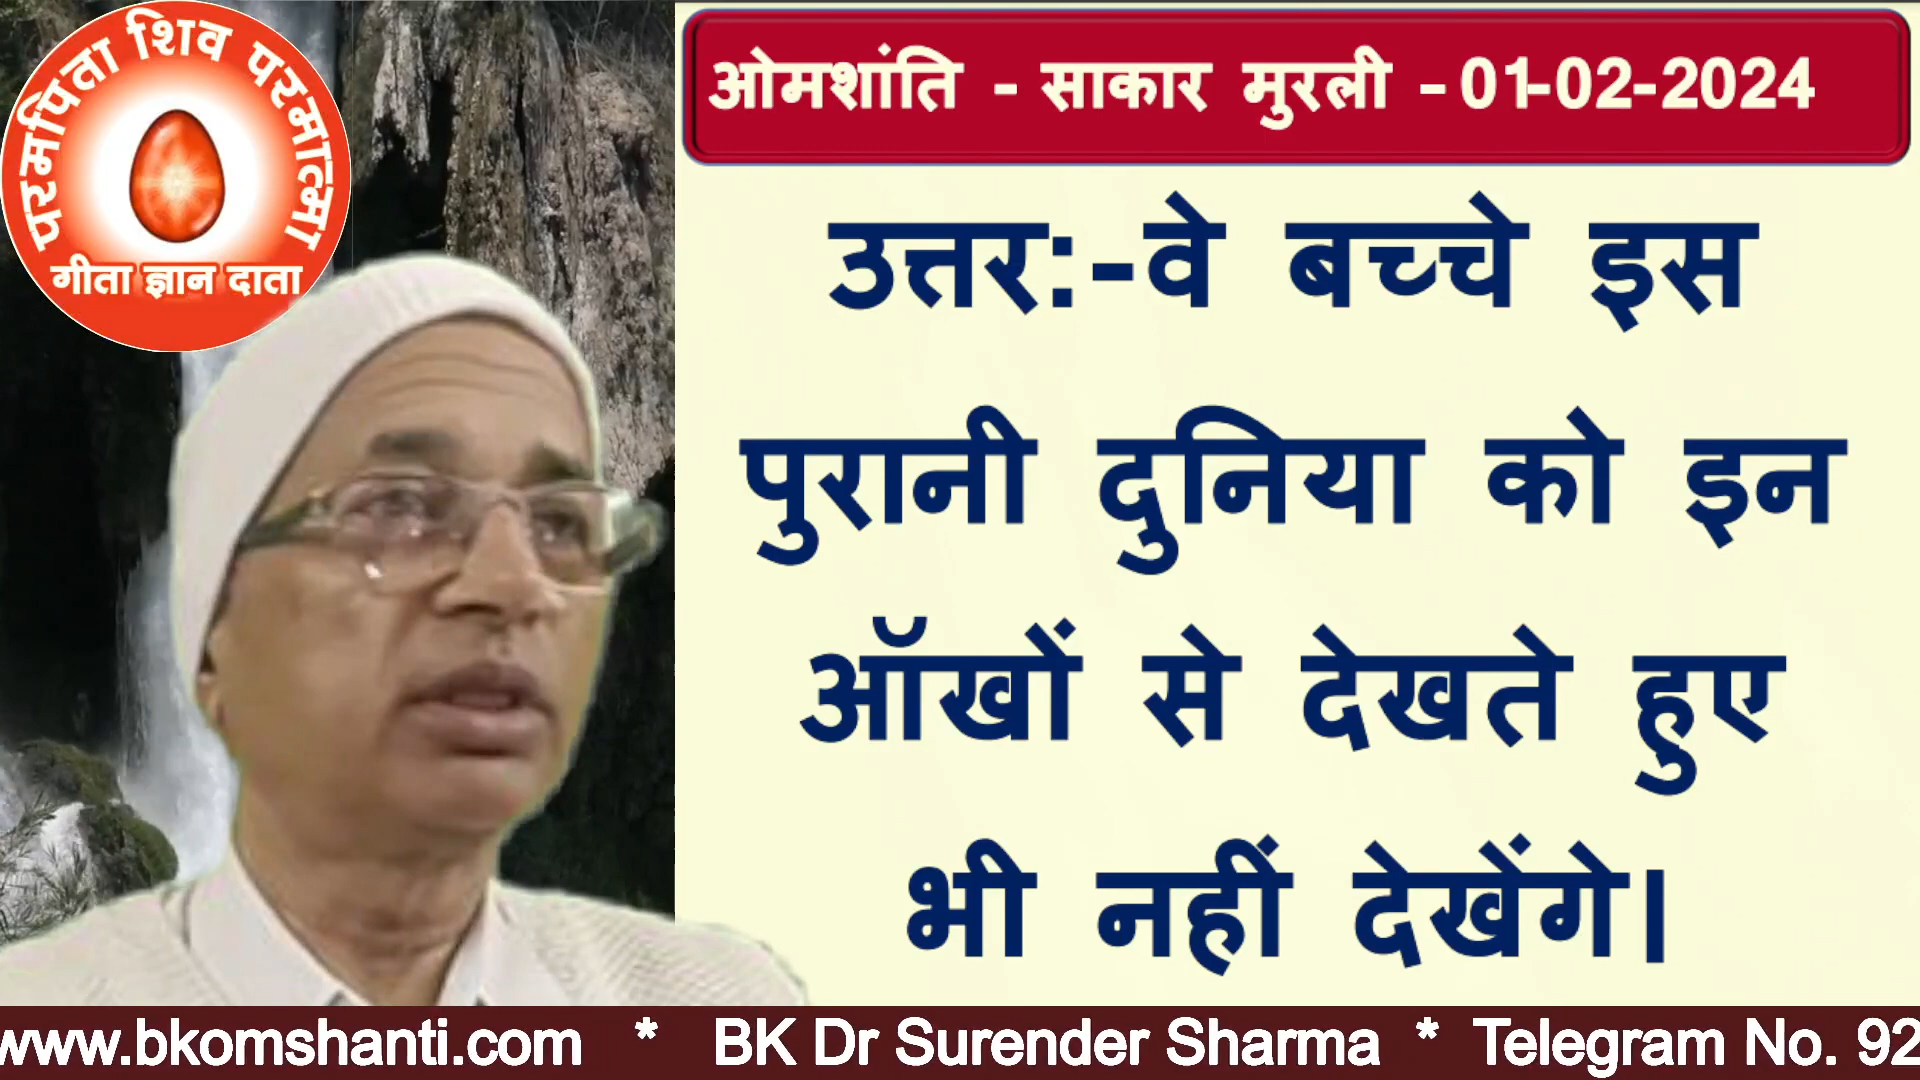 परमपिता शिव परमात्मा
गीता ज्ञान दाता
ओमशांति - साकार मुरली - 01-02-2024
उत्तर:-वे बच्चे इस
पुरानी दुनिया को इन
ऑखों से देखते हुए
भी नहीं देखेंगे।
www.bkomshanti.com * BK Dr Surender Sharma * Telegram No. 92